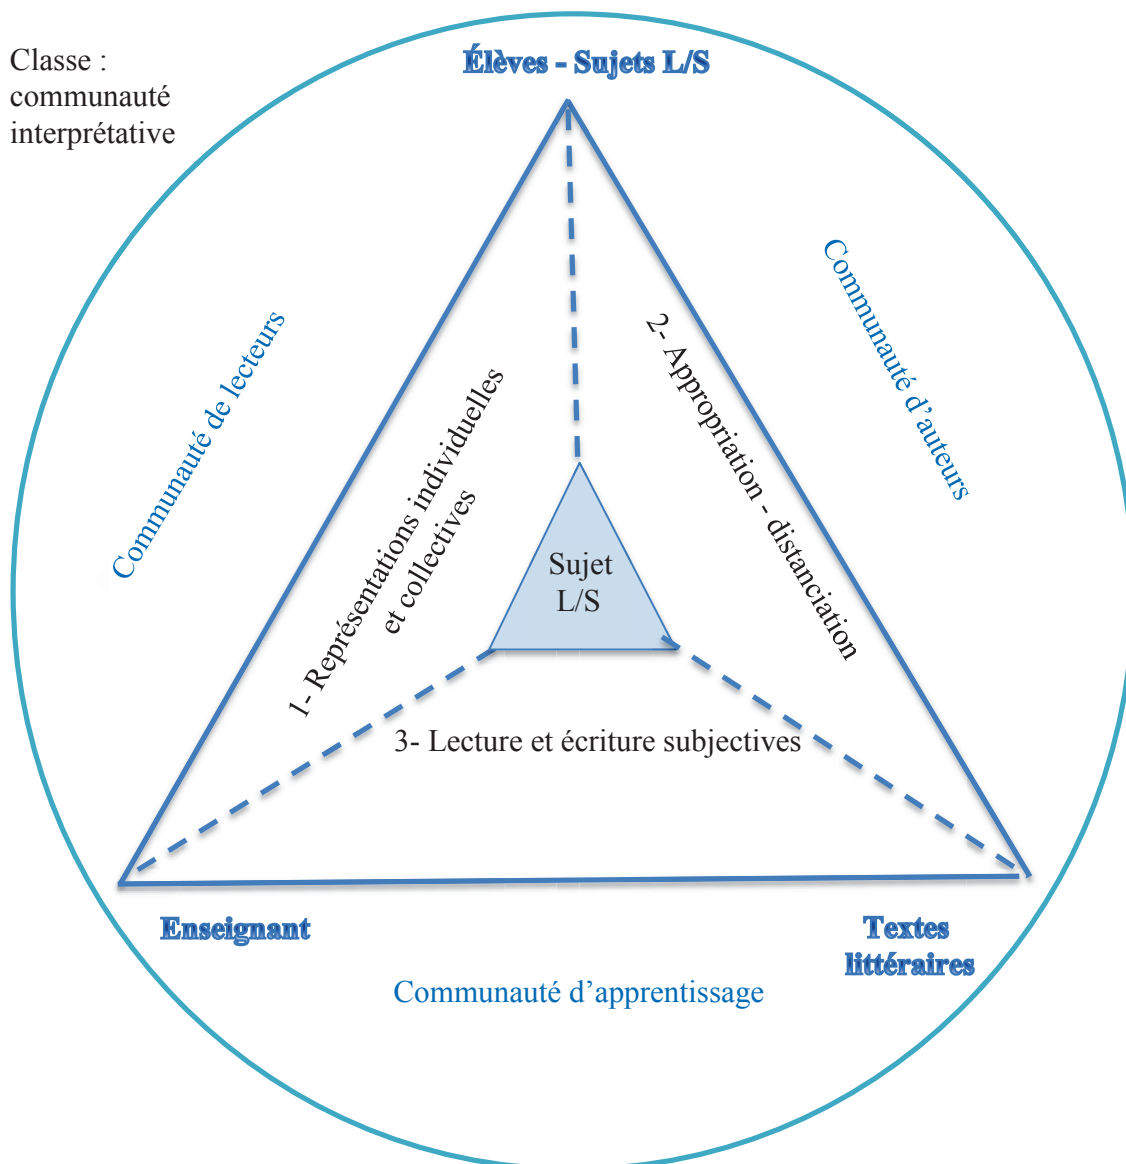 Classe :
communauté
interprétative
Élèves - Sujets L/S
Communauté de lecteurs
Communauté d’auteurs
1- Représentations individuelles
et collectives
2- Appropriation - distanciation
Sujet
L/S
3- Lecture et écriture subjectives
Enseignant
Textes
littéraires
Communauté d’apprentissage